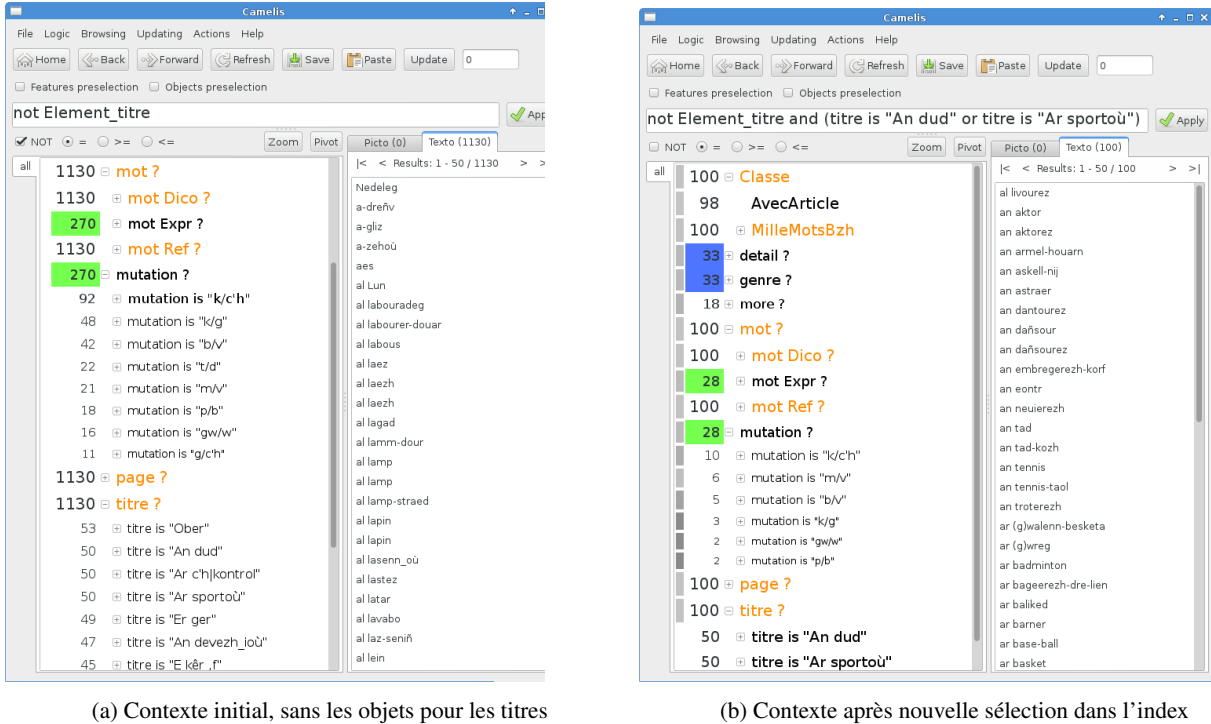 Camelis
File Logic Browsing Updating Actions Help
Home Back Forward Refresh Save Paste Update 0
Features preselection Objects preselection
not Element_titre
NOT = >= <= Zoom Pivot Picto (0) Texto (1130)
all
|< < Results: 1 - 50 / 1130 >
1130 mot ?
1130 mot Dico ?
270 mot Expr ?
1130 mot Ref ?
270 mutation ?
92 mutation is "k/c'h"
48 mutation is "k/g"
42 mutation is "b/v"
22 mutation is "t/d"
21 mutation is "m/v"
18 mutation is "p/b"
16 mutation is "gw/w"
11 mutation is "g/c'h"
1130 page ?
1130 titre ?
53 titre is "Ober"
50 titre is "An dud"
50 titre is "Ar c'h|kontrol"
50 titre is "Ar sportoù"
49 titre is "Er ger"
47 titre is "An devezh_ioù"
45 titre is "E kêr ,f"
Nedeleg
a-dreñv
a-gliz
a-zehoù
aes
al Lun
al labouradeg
al labourer-douar
al labous
al laez
al laezh
al laezh
al lagad
al lamm-dour
al lamp
al lamp
al lamp-straed
al lapin
al lapin
al lasenn_où
al lastez
al latar
al lavabo
al laz-seniñ
al lein
(a) Contexte initial, sans les objets pour les titres
Camelis
File Logic Browsing Updating Actions Help
Home Back Forward Refresh Save Paste Update 0
Features preselection Objects preselection
not Element_titre and (titre is "An dud" or titre is "Ar sportoù") Apply
NOT = >= <= Zoom Pivot Picto (0) Texto (100)
all
|< < Results: 1 - 50 / 100 > >|
100 Classe
98 AvecArticle
100 MilleMotsBzh
33 detail ?
33 genre ?
18 more ?
100 mot ?
100 mot Dico ?
28 mot Expr ?
100 mot Ref ?
28 mutation ?
10 mutation is "k/c'h"
6 mutation is "m/v"
5 mutation is "b/v"
3 mutation is "k/g"
2 mutation is "gw/w"
2 mutation is "p/b"
100 page ?
100 titre ?
50 titre is "An dud"
50 titre is "Ar sportoù"
al livourez
an aktor
an aktorez
an armel-houarn
an askell-nij
an astraer
an dantourez
an dañsour
an dañsourez
an embregerezh-korf
an eontr
an neuierezh
an tad
an tad-kozh
an tennis
an tennis-taol
an troterezh
ar (g)walenn-besketa
ar (g)wreg
ar badminton
ar bageerezh-dre-lien
ar baliked
ar barner
ar base-ball
ar basket
(b) Contexte après nouvelle sélection dans l'index